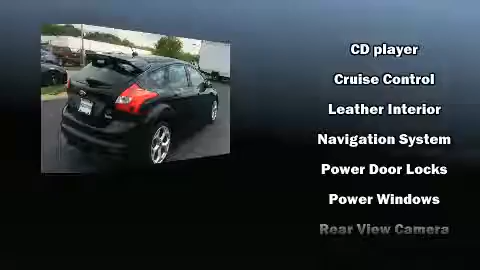 CD player
Cruise Control
Leather Interior
Navigation System
Power Door Locks
Power Windows
Rear View Camera